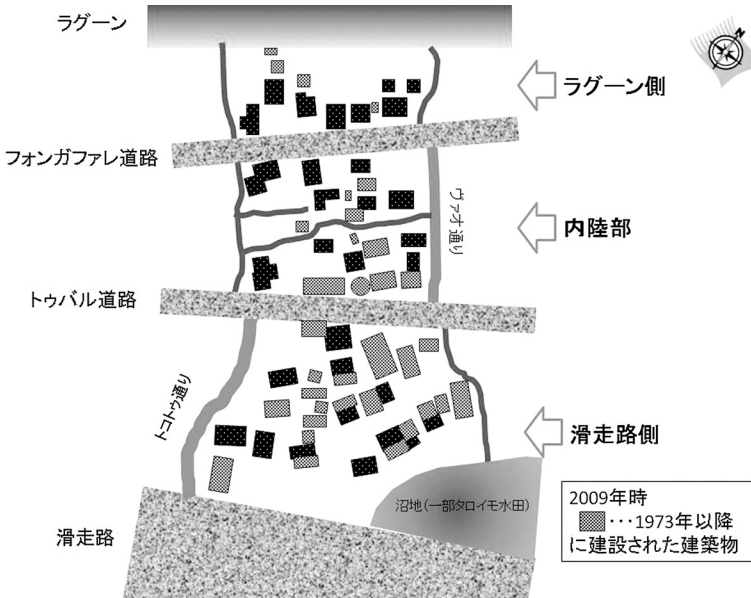 ラグーン
N
ラグーン側
フォンガファレ道路
ヴァオ通り
内陸部
トゥバル道路
トコトゥ通り
滑走路側
沼地(一部タロイモ水田)
滑走路
2009年時
・・・1973年以降
に建設された建築物